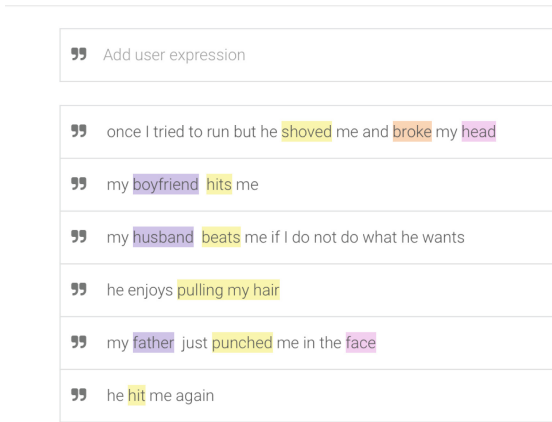 Add user expression
once I tried to run but he shoved me and broke my head
my boyfriend hits me
my husband beats me if I do not do what he wants
he enjoys pulling my hair
my father just punched me in the face
he hit me again